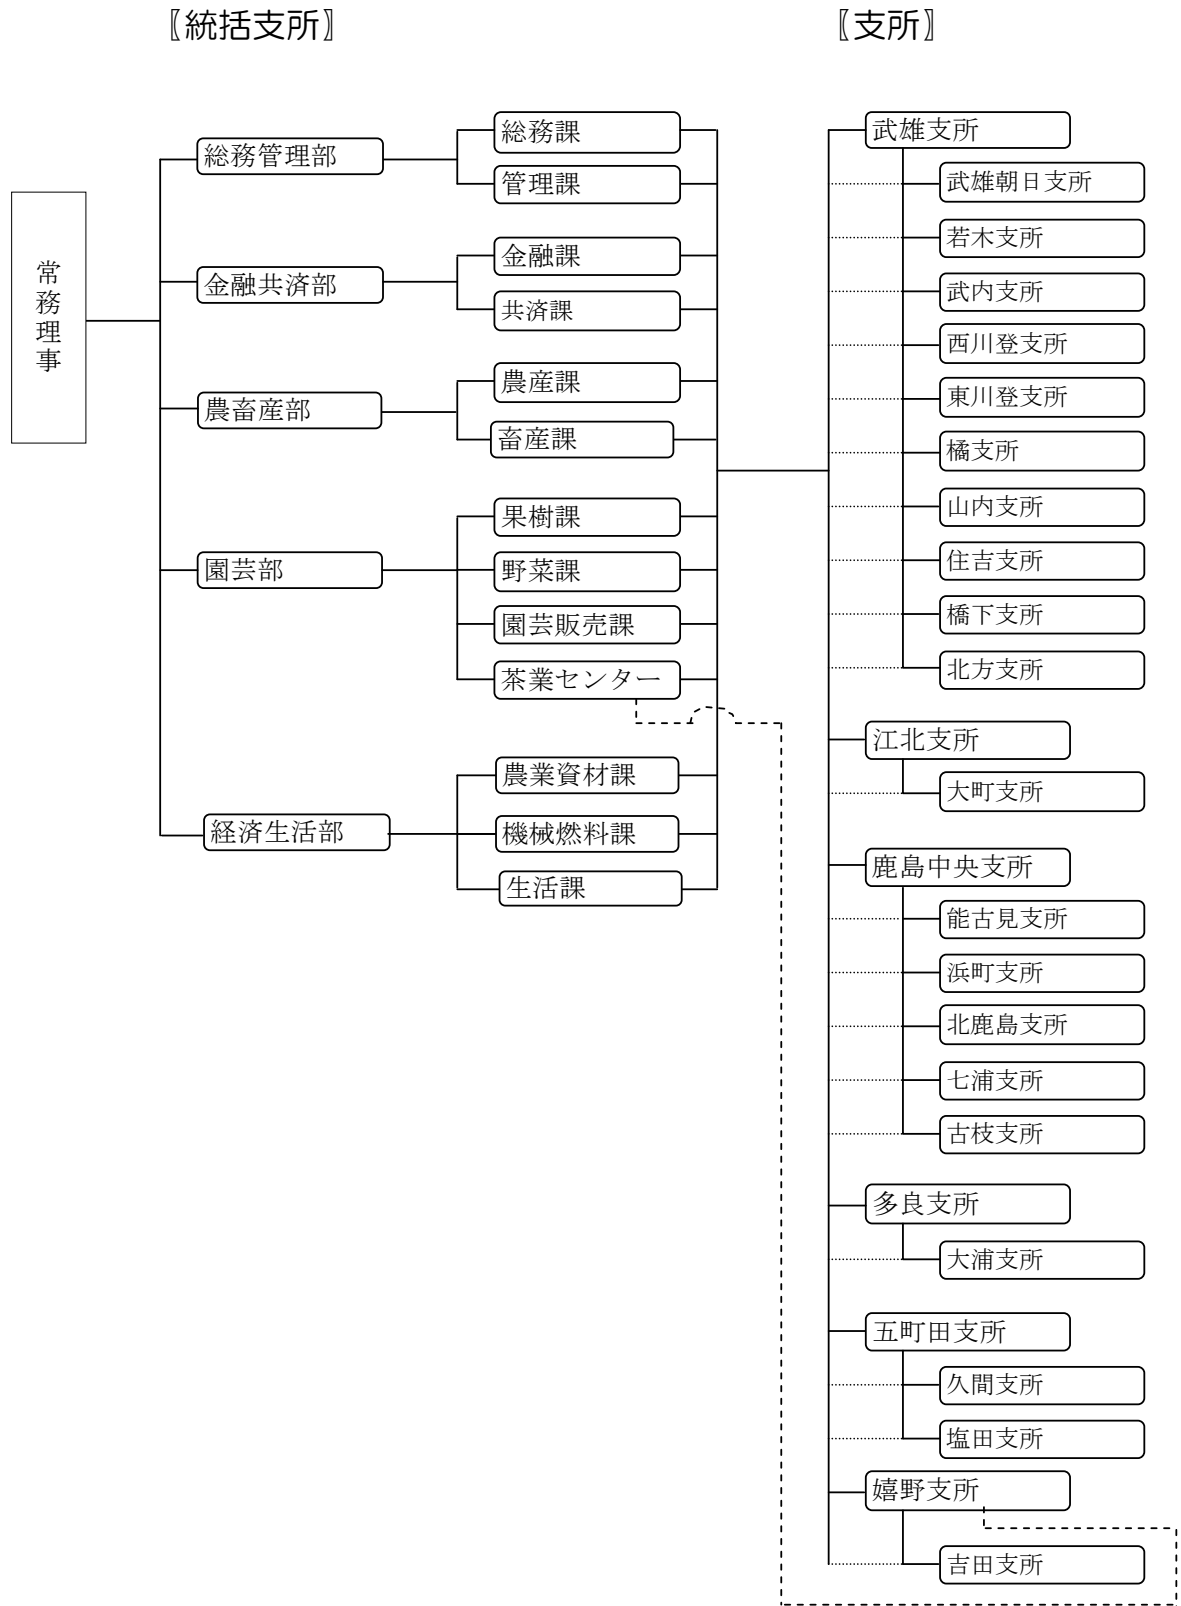 〖統括支所〗
〖支所〗
常務理事
総務管理部
総務課
管理課
金融共済部
金融課
共済課
農畜産部
農産課
畜産課
園芸部
果樹課
野菜課
園芸販売課
茶業センター
経済生活部
農業資材課
機械燃料課
生活課
武雄支所
武雄朝日支所
若木支所
武内支所
西川登支所
東川登支所
橘支所
山内支所
住吉支所
橋下支所
北方支所
江北支所
大町支所
鹿島中央支所
能古見支所
浜町支所
北鹿島支所
七浦支所
古枝支所
多良支所
大浦支所
五町田支所
久間支所
塩田支所
嬉野支所
吉田支所